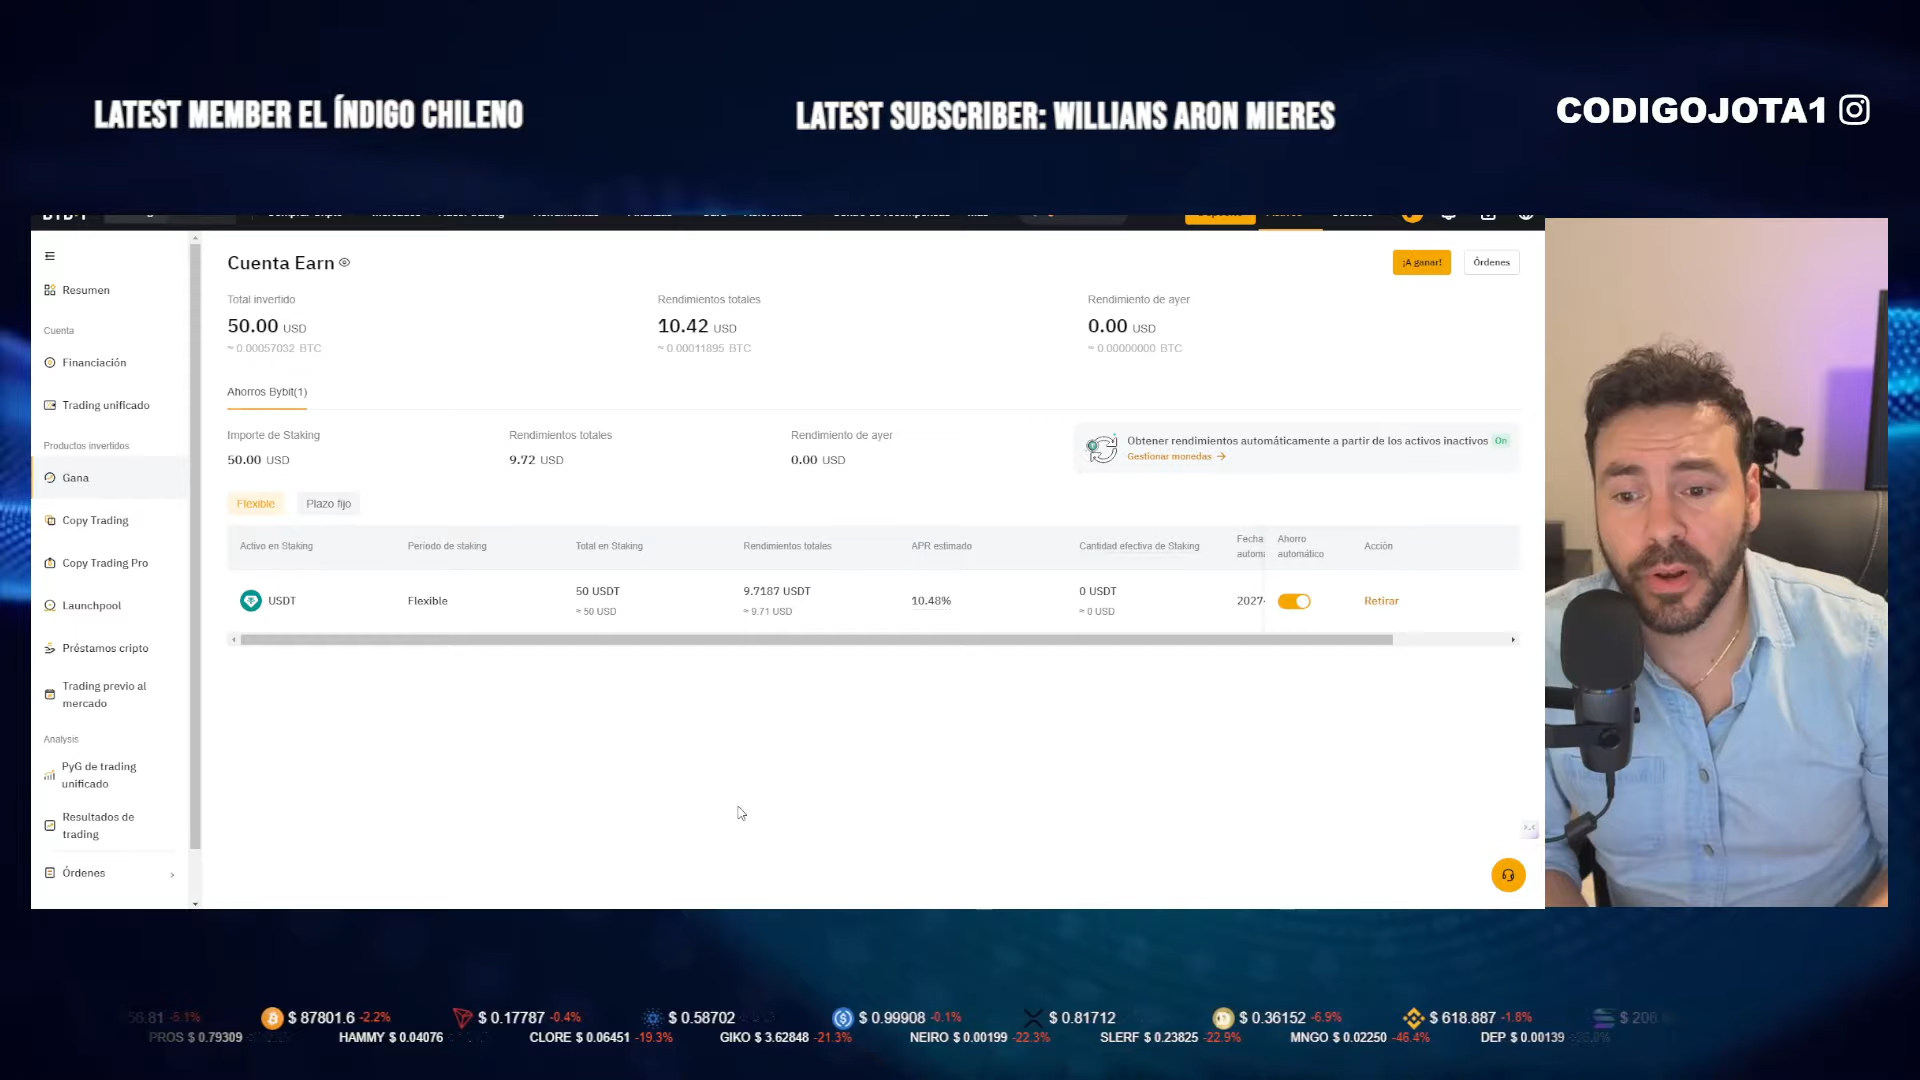 LATEST MEMBER EL ÍNDIGO CHILENO
LATEST SUBSCRIBER: WILLIANS ARON MIERES
CODIGOJOTA1
Resumen
Cuenta
Financiación
Trading unificado
Productos invertidos
Gana
Copy Trading
Copy Trading Pro
Launchpool
Préstamos cripto
Trading previo al
mercado
Analysis
PyG de trading
unificado
Resultados de
trading
Órdenes
Cuenta Earn
¡A ganar!
Órdenes
Total invertido
50.00 USD
≈ 0.00057032 BTC
Rendimientos totales
10.42 USD
≈ 0.00011895 BTC
Rendimiento de ayer
0.00 USD
≈ 0.00000000 BTC
Ahorros Bybit(1)
Importe de Staking
50.00 USD
Rendimientos totales
9.72 USD
Rendimiento de ayer
0.00 USD
Obtener rendimientos automáticamente a partir de los activos inactivos On
Gestionar monedas →
Flexible Plazo fijo
Activo en Staking Período de staking Total en Staking Rendimientos totales APR estimado Cantidad efectiva de Staking Fecha Ahorro automático Acción
USDT Flexible 50 USDT 9.7187 USDT 10.48% 0 USDT 2027- Retirar
≈ 50 USD ≈ 9.71 USD ≈ 0 USD
56.81 -5.1% $ 87801.6 -2.2% $ 0.17787 -0.4% $ 0.58702 $ 0.99908 -0.1% $ 0.81712 $ 0.36152 -6.9% $ 618.887 -1.8% $ 206
PROS $ 0.79309 HAMMY $ 0.04076 CLORE $ 0.06451 -19.3% GIKO $ 3.62848 -21.3% NEIRO $ 0.00199 -22.3% SLERF $ 0.23825 -22.9% MNGO $ 0.02250 -46.4% DEP $ 0.00139